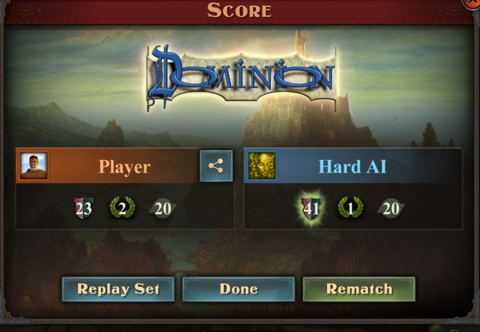 SCORE
DOMINION
Player
Hard AI
23 2 20
41 1 20
Replay Set
Done
Rematch